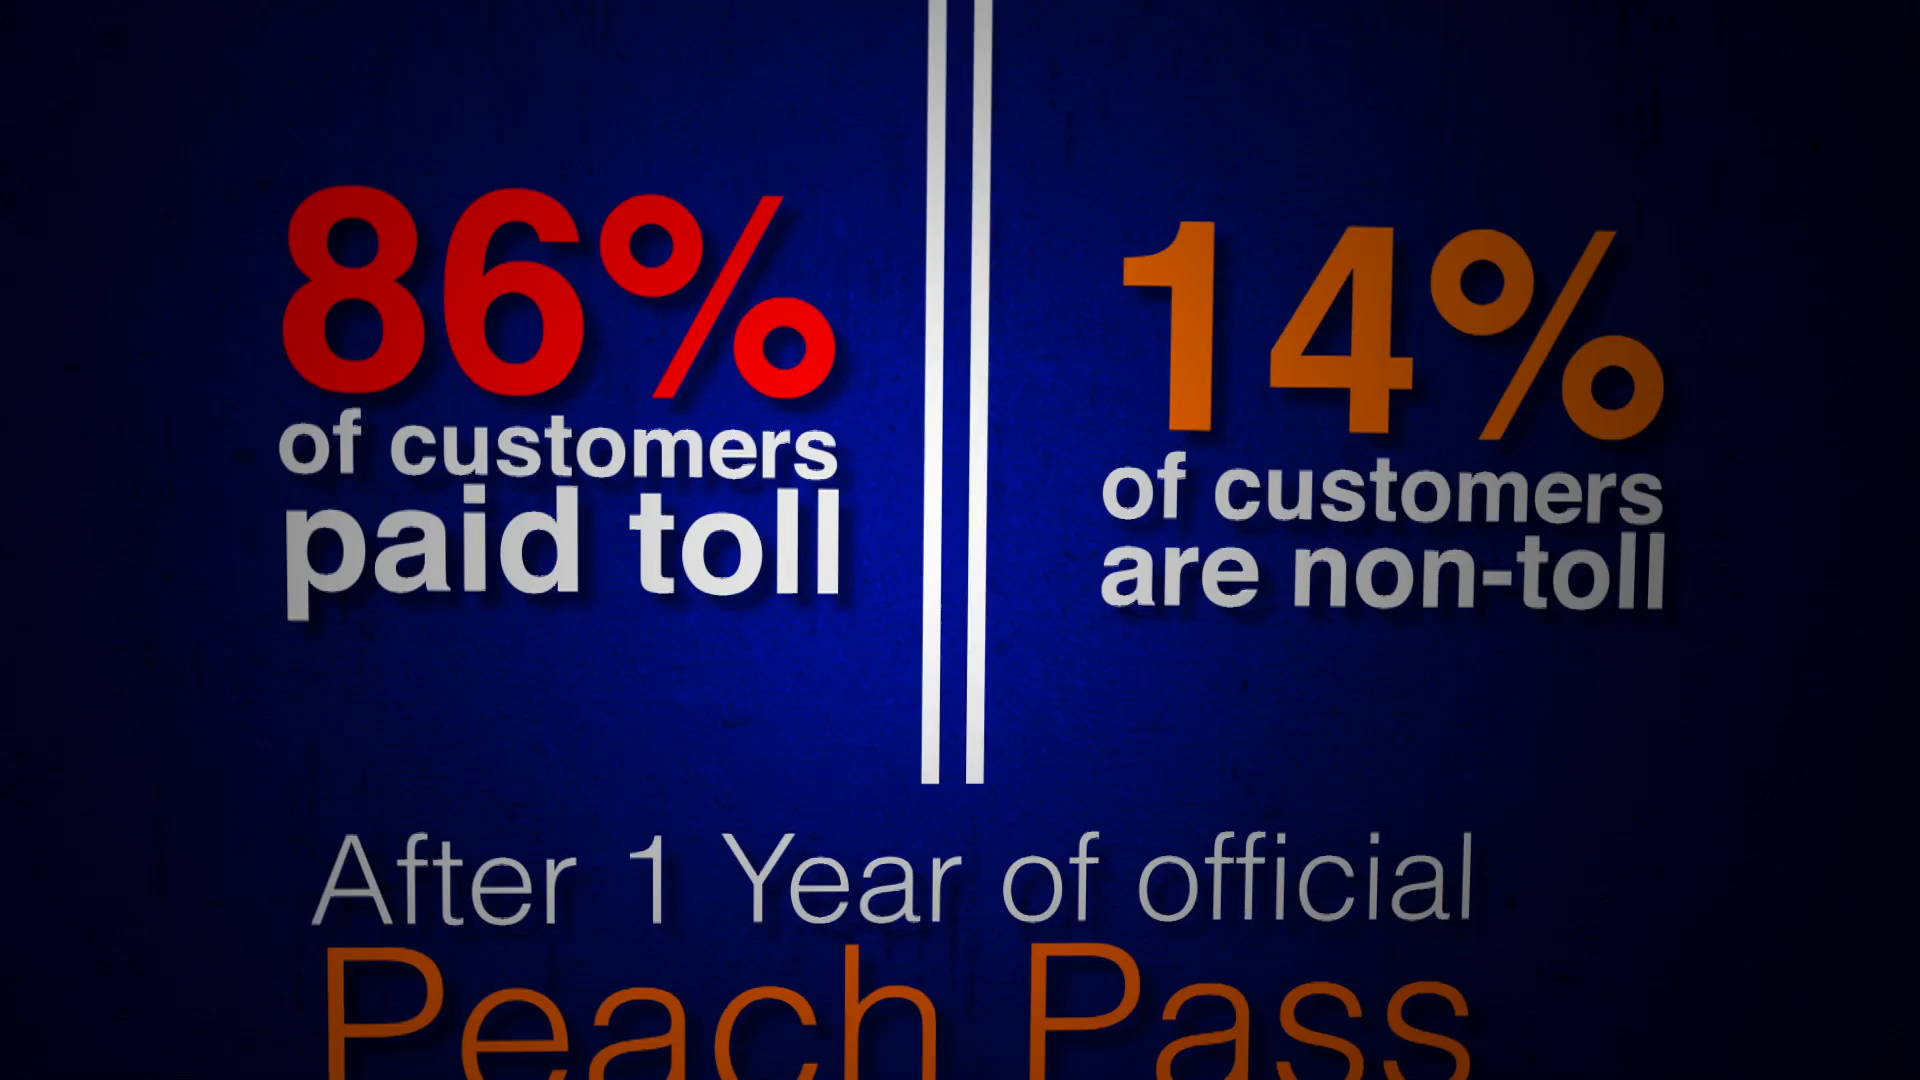 86%
of customers
paid toll
14%
of customers
are non-toll
After 1 Year of official
Peach Pass